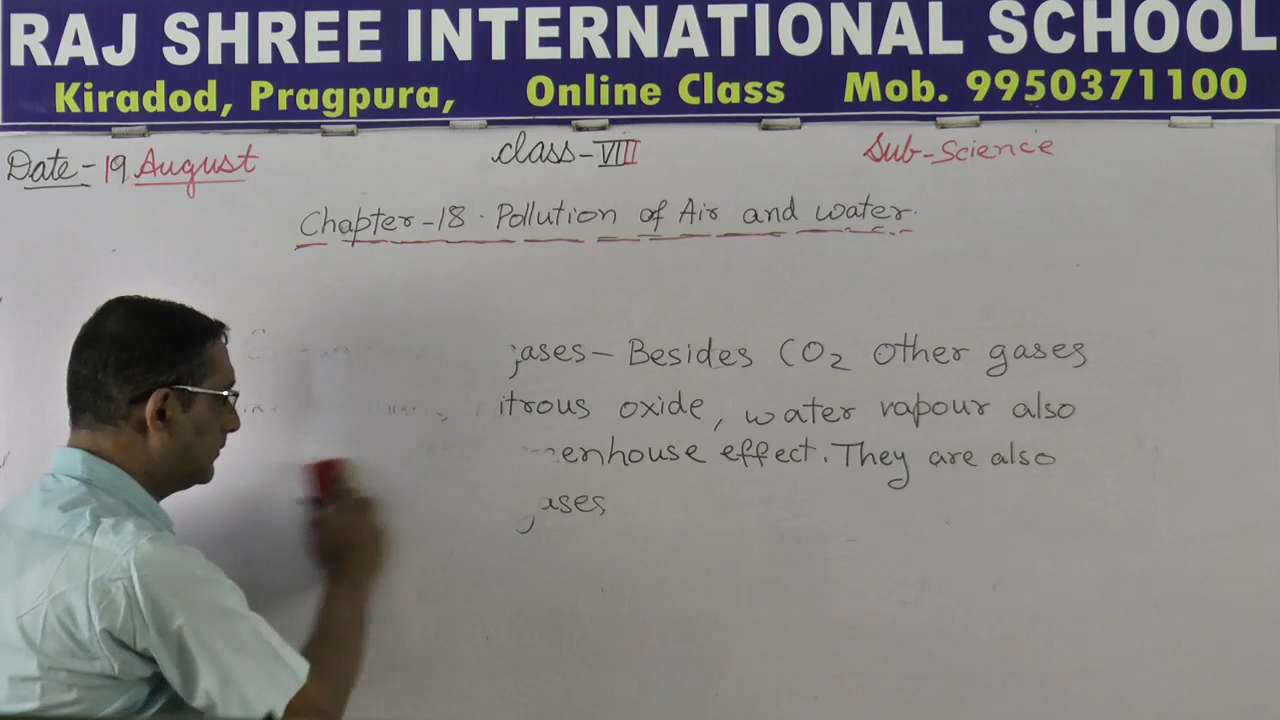 RAJ SHREE INTERNATIONAL SCHOOL
Kiradod, Pragpura, Online Class Mob. 9950371100
Date - 19 August class - VIII Sub - Science
Chapter - 18. Pollution of Air and water.
gases - Besides CO2 other gases
itrous oxide, water vapour also
enhouse effect. They are also
ases